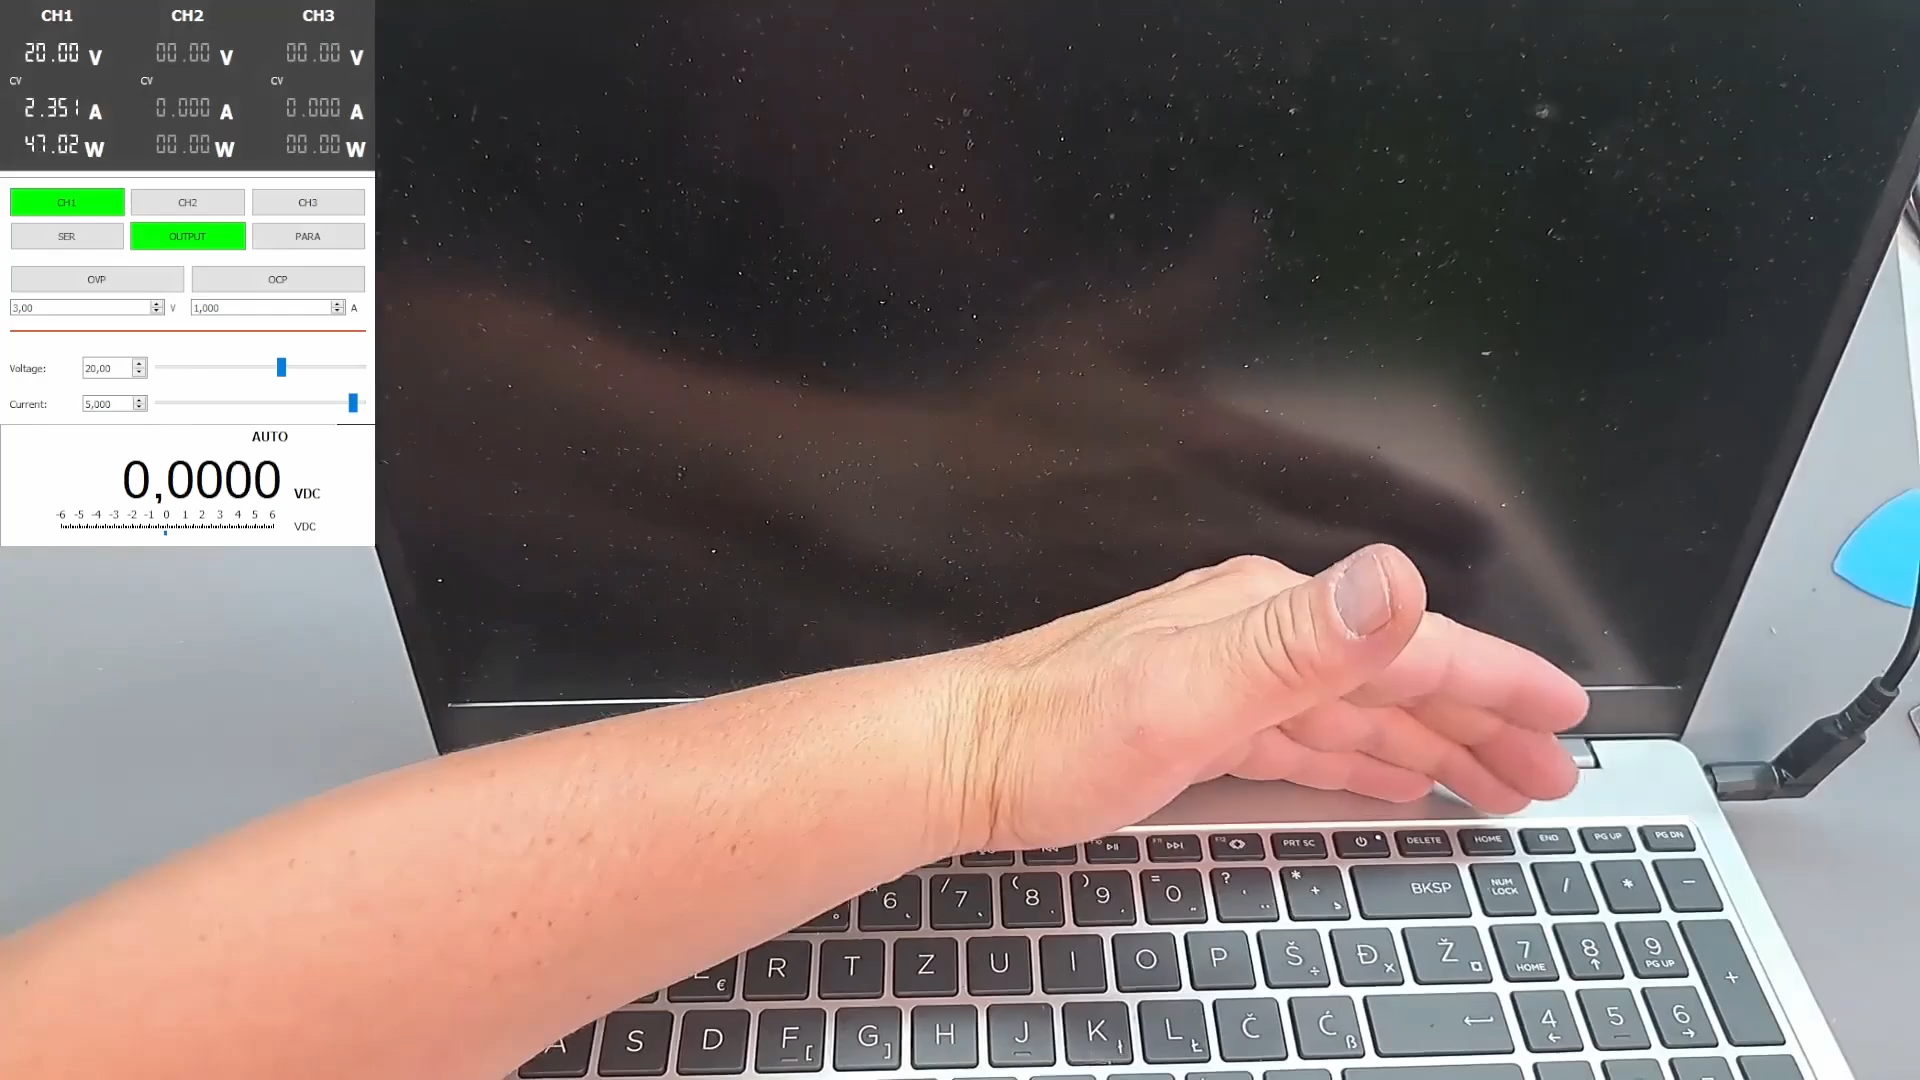 CH1 CH2 CH3
20.00 V 00.00 V 00.00 V
CV CV CV
2.351 A 0.000 A 0.000 A
47.02 W 00.00 W 00.00 W
CH1 CH2 CH3
SER OUTPUT PARA
OVP OCP
3,00 V 1,000 A
Voltage: 20,00
Current: 5,000
AUTO
0,0000 VDC
-6 -5 -4 -3 -2 -1 0 1 2 3 4 5 6
VDC
PRT SC DELETE HOME END PG UP PG DN
6 / 7 ( 8 ) 9 = 0 ? ' * + BKSP NUM LOCK / * −
€ R T Z U I O P Š ÷ Đ × Ž ¤ 7 HOME 8 ↑ 9 PG UP +
A S D F [ G ] H J K ł L Ł Č Ć ß 4 ← 5 6 →